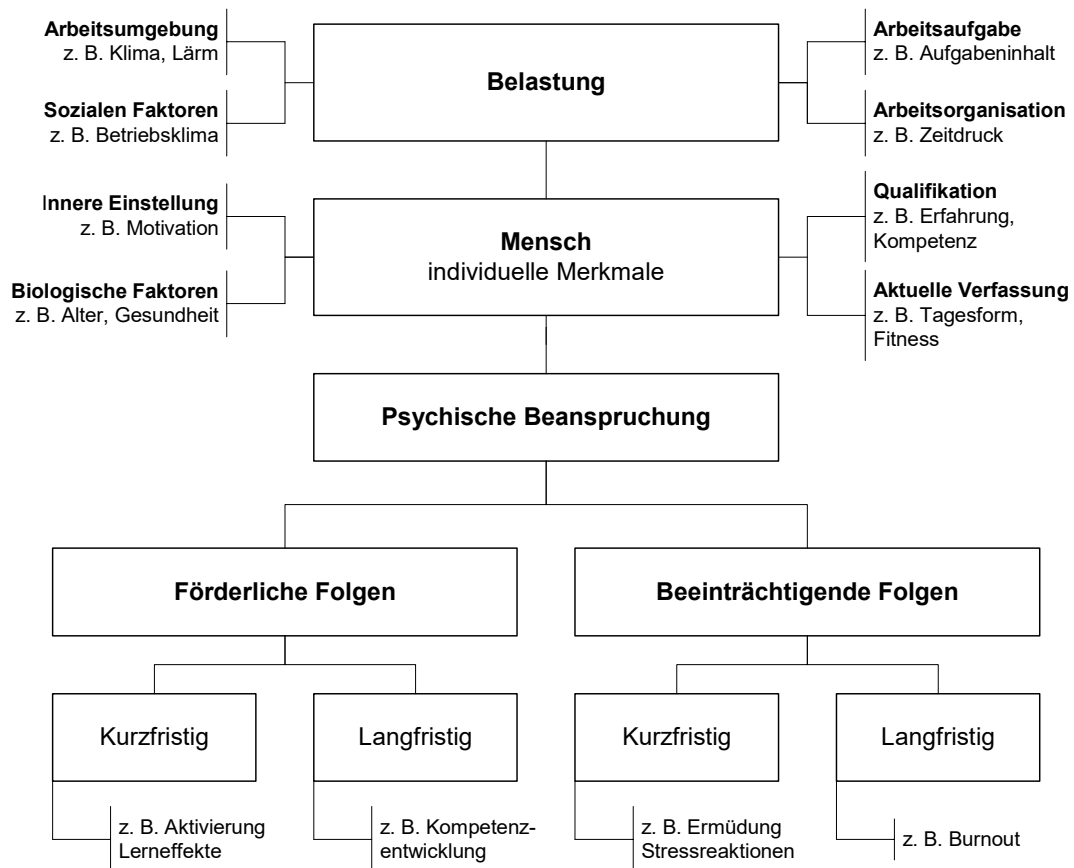 Arbeitsumgebung
z. B. Klima, Lärm
Sozialen Faktoren
z. B. Betriebsklima
Belastung
Arbeitsaufgabe
z. B. Aufgabeninhalt
Arbeitsorganisation
z. B. Zeitdruck
Innere Einstellung
z. B. Motivation
Biologische Faktoren
z. B. Alter, Gesundheit
Mensch
individuelle Merkmale
Qualifikation
z. B. Erfahrung,
Kompetenz
Aktuelle Verfassung
z. B. Tagesform,
Fitness
Psychische Beanspruchung
Förderliche Folgen
Beeinträchtigende Folgen
Kurzfristig
Langfristig
Kurzfristig
Langfristig
z. B. Aktivierung
Lerneffekte
z. B. Kompetenz-
entwicklung
z. B. Ermüdung
Stressreaktionen
z. B. Burnout